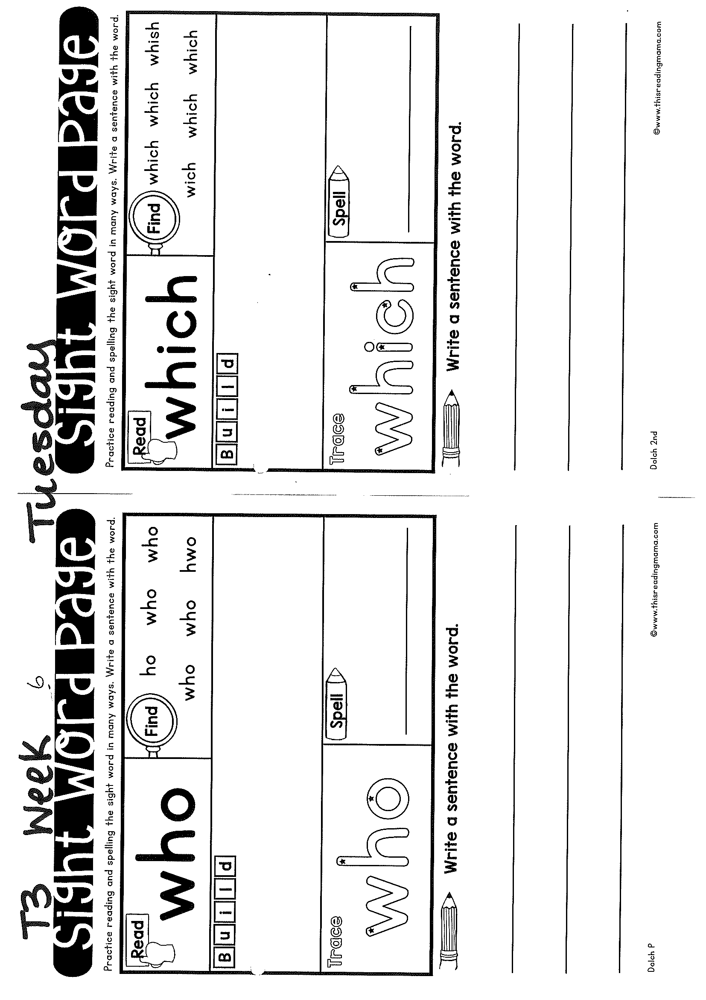 T3 Week 6 Tuesday
Sight Word Page
Practice reading and spelling the sight word in many ways. Write a sentence with the word.
Read
who
Find
ho who who
who who hwo
Build
Trace
who
Spell
Write a sentence with the word.
Dolch P
©www.thisreadingmama.com
Sight Word Page
Practice reading and spelling the sight word in many ways. Write a sentence with the word.
Read
which
Find
which which whish
wich which which
Build
Trace
which
Spell
Write a sentence with the word.
Dolch 2nd
©www.thisreadingmama.com